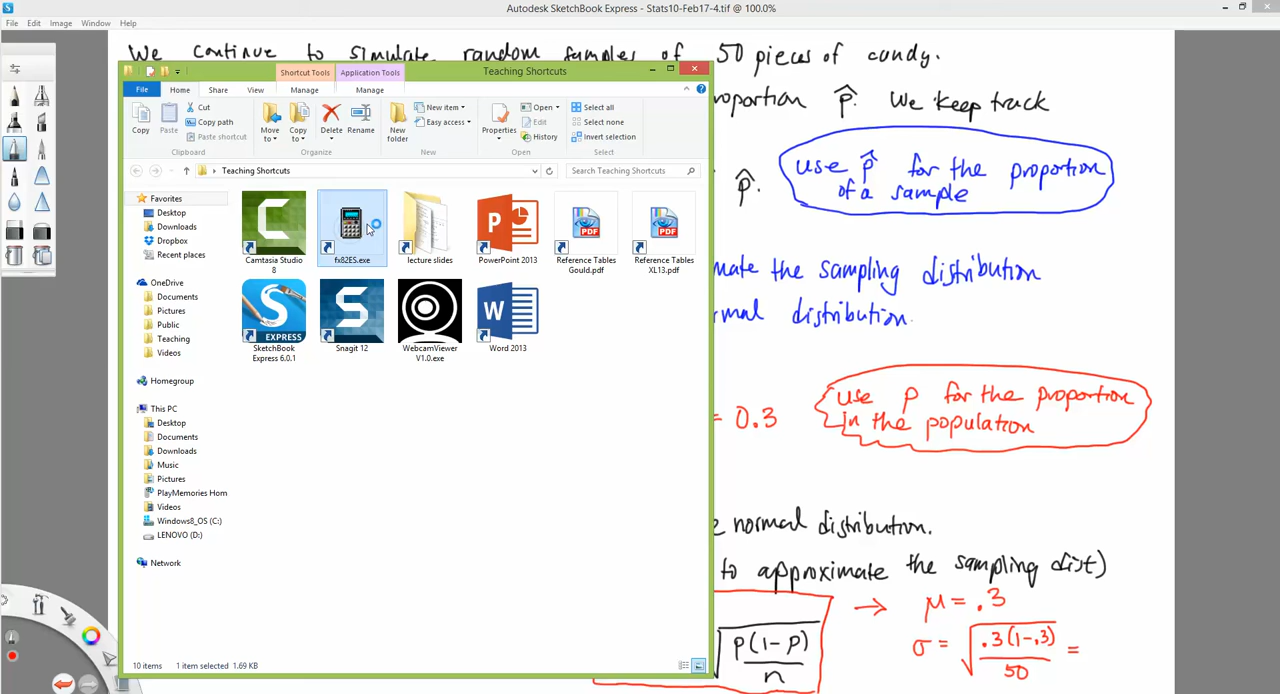 Autodesk SketchBook Express - Stats10-Feb17-4.tif @ 100.0%
File Edit Image Window Help
We continue to simulate random samples of 50 pieces of candy.
roportion p̂. We keep track
p̂.
use p̂ for the proportion
of a sample
mate the sampling distribution
rmal distribution.
= 0.3
use p for the proportion
in the population
e normal distribution.
to approximate the sampling dist)
√p(1-p)/n → μ = .3
σ = √.3(1-.3)/50 =
Shortcut Tools Application Tools Teaching Shortcuts
File Home Share View Manage Manage
Copy Paste Cut Copy path Paste shortcut
Clipboard
Move to Copy to Delete Rename
Organize
New folder New item Easy access
New
Properties Open Edit History
Open
Select all Select none Invert selection
Select
Teaching Shortcuts Search Teaching Shortcuts
Favorites
Desktop
Downloads
Dropbox
Recent places
OneDrive
Documents
Pictures
Public
Teaching
Videos
Homegroup
This PC
Desktop
Documents
Downloads
Music
Pictures
PlayMemories Hom
Videos
Windows8_OS (C:)
LENOVO (D:)
Network
Camtasia Studio
8
fx82ES.exe
lecture slides
PowerPoint 2013
Reference Tables
Gould.pdf
Reference Tables
XL13.pdf
SketchBook
Express 6.0.1
Snagit 12
WebcamViewer
V1.0.exe
Word 2013
EXPRESS
PDF
PDF
10 items 1 item selected 1.69 KB